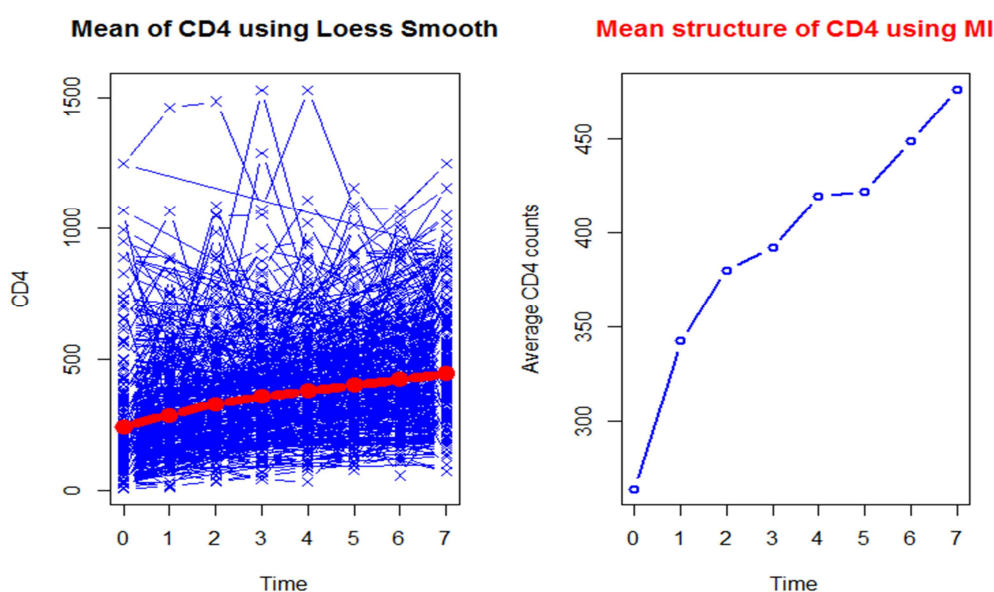 Mean of CD4 using Loess Smooth
CD4
1500
1000
500
0
0 1 2 3 4 5 6 7
Time
Mean structure of CD4 using MI
Average CD4 counts
450
400
350
300
0 1 2 3 4 5 6 7
Time